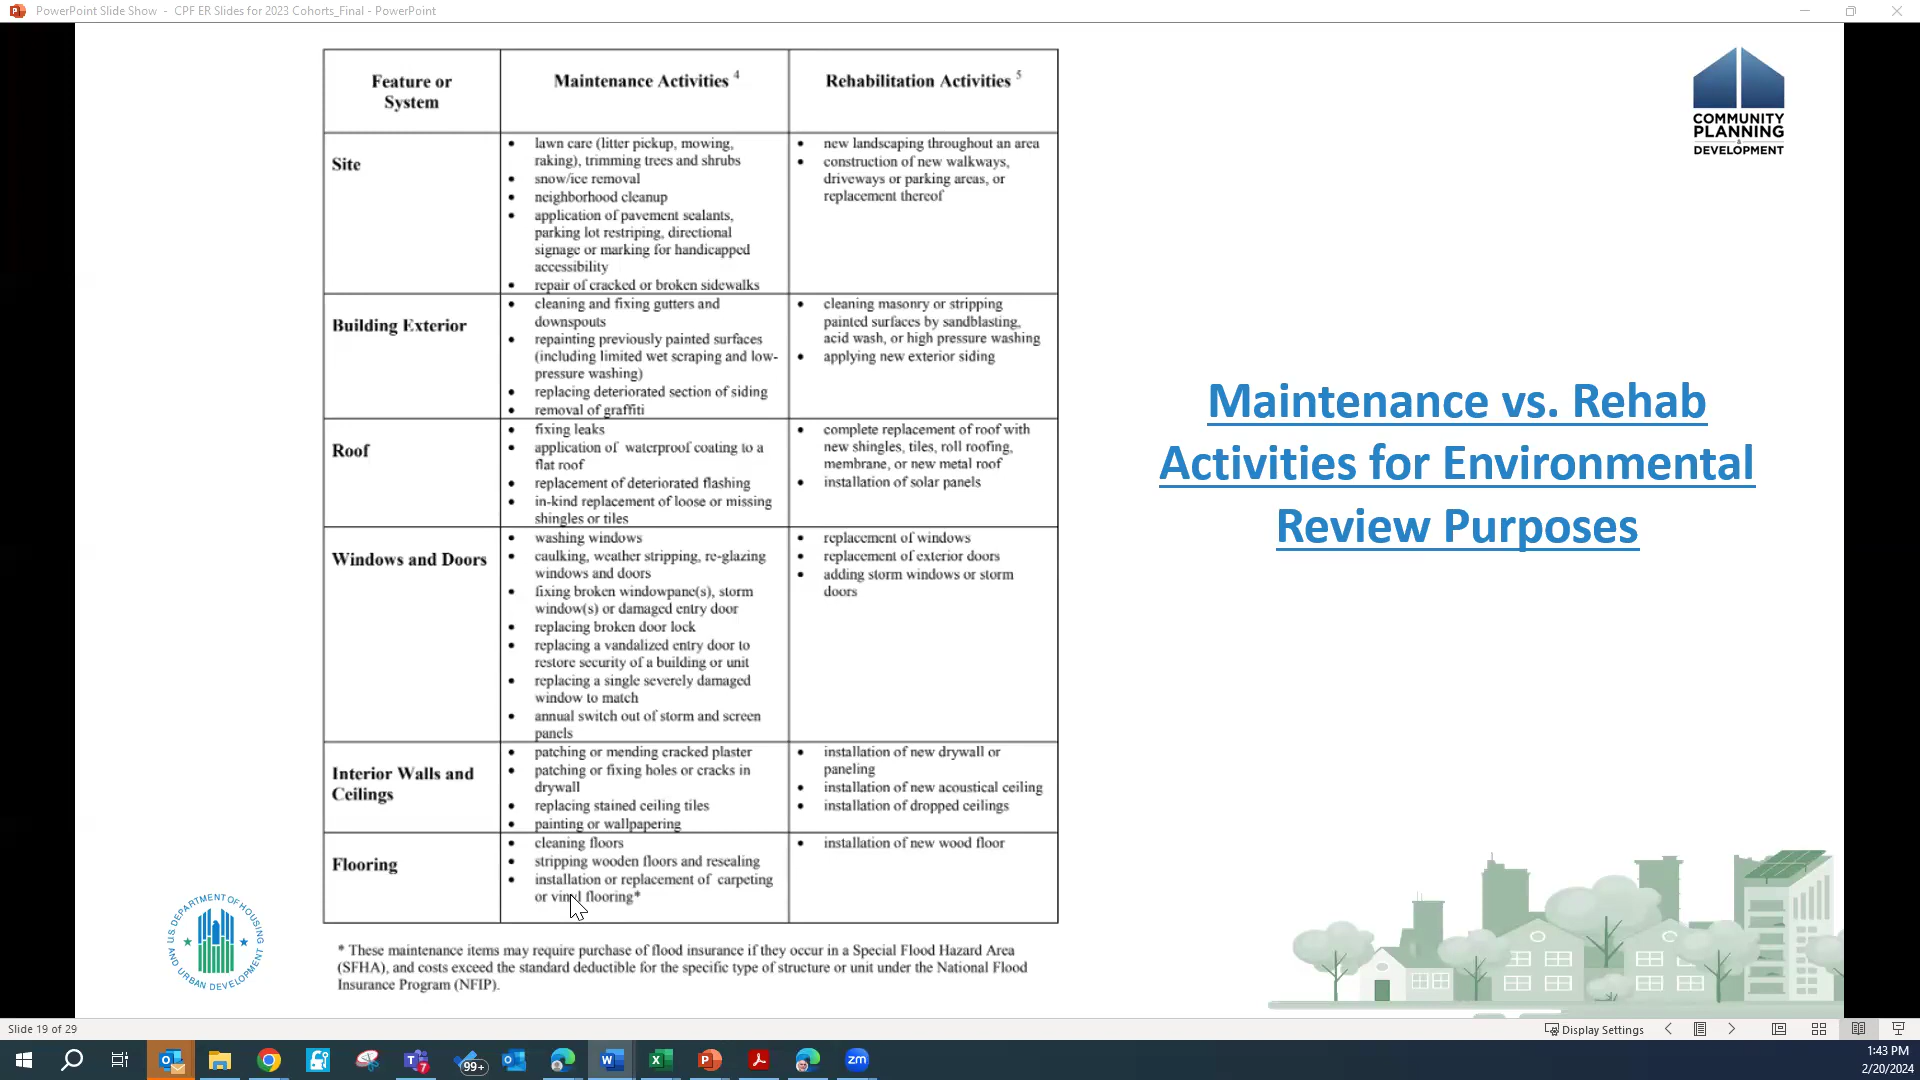 PowerPoint Slide Show - CPF ER Slides for 2023 Cohorts_Final - PowerPoint
Feature or
System
Maintenance Activities 4
Rehabilitation Activities 5
Site
• lawn care (litter pickup, mowing,
raking), trimming trees and shrubs
• snow/ice removal
• neighborhood cleanup
• application of pavement sealants,
parking lot restriping, directional
signage or marking for handicapped
accessibility
• repair of cracked or broken sidewalks
• new landscaping throughout an area
• construction of new walkways,
driveways or parking areas, or
replacement thereof
Building Exterior
• cleaning and fixing gutters and
downspouts
• repainting previously painted surfaces
(including limited wet scraping and low-
pressure washing)
• replacing deteriorated section of siding
• removal of graffiti
• cleaning masonry or stripping
painted surfaces by sandblasting,
acid wash, or high pressure washing
• applying new exterior siding
Roof
• fixing leaks
• application of waterproof coating to a
flat roof
• replacement of deteriorated flashing
• in-kind replacement of loose or missing
shingles or tiles
• complete replacement of roof with
new shingles, tiles, roll roofing,
membrane, or new metal roof
• installation of solar panels
Windows and Doors
• washing windows
• caulking, weather stripping, re-glazing
windows and doors
• fixing broken windowpane(s), storm
window(s) or damaged entry door
• replacing broken door lock
• replacing a vandalized entry door to
restore security of a building or unit
• replacing a single severely damaged
window to match
• annual switch out of storm and screen
panels
• replacement of windows
• replacement of exterior doors
• adding storm windows or storm
doors
Interior Walls and
Ceilings
• patching or mending cracked plaster
• patching or fixing holes or cracks in
drywall
• replacing stained ceiling tiles
• painting or wallpapering
• installation of new drywall or
paneling
• installation of new acoustical ceiling
• installation of dropped ceilings
Flooring
• cleaning floors
• stripping wooden floors and resealing
• installation or replacement of carpeting
or vinyl flooring*
• installation of new wood floor
* These maintenance items may require purchase of flood insurance if they occur in a Special Flood Hazard Area
(SFHA), and costs exceed the standard deductible for the specific type of structure or unit under the National Flood
Insurance Program (NFIP).
COMMUNITY
PLANNING
&
DEVELOPMENT
Maintenance vs. Rehab
Activities for Environmental
Review Purposes
U.S. DEPARTMENT OF HOUSING
AND URBAN DEVELOPMENT
Slide 19 of 29
Display Settings
7
99+
zm
1:43 PM
2/20/2024